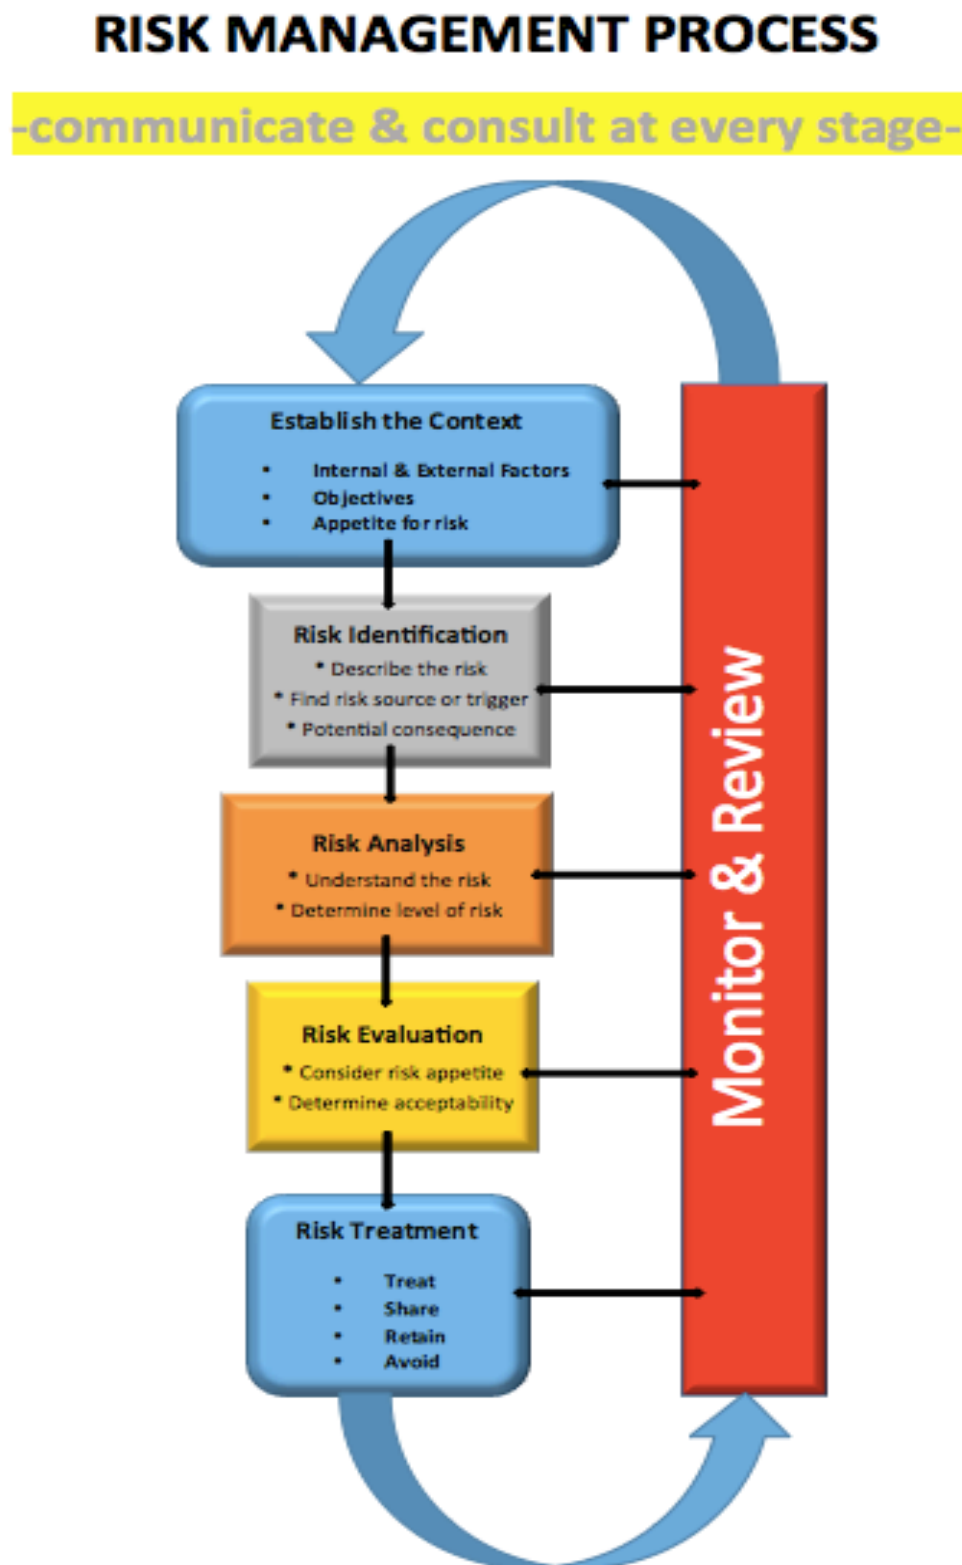 RISK MANAGEMENT PROCESS
-communicate & consult at every stage-
Establish the Context
• Internal & External Factors
• Objectives
• Appetite for risk
Risk Identification
* Describe the risk
* Find risk source or trigger
* Potential consequence
Risk Analysis
* Understand the risk
* Determine level of risk
Risk Evaluation
* Consider risk appetite
* Determine acceptability
Risk Treatment
• Treat
• Share
• Retain
• Avoid
Monitor & Review